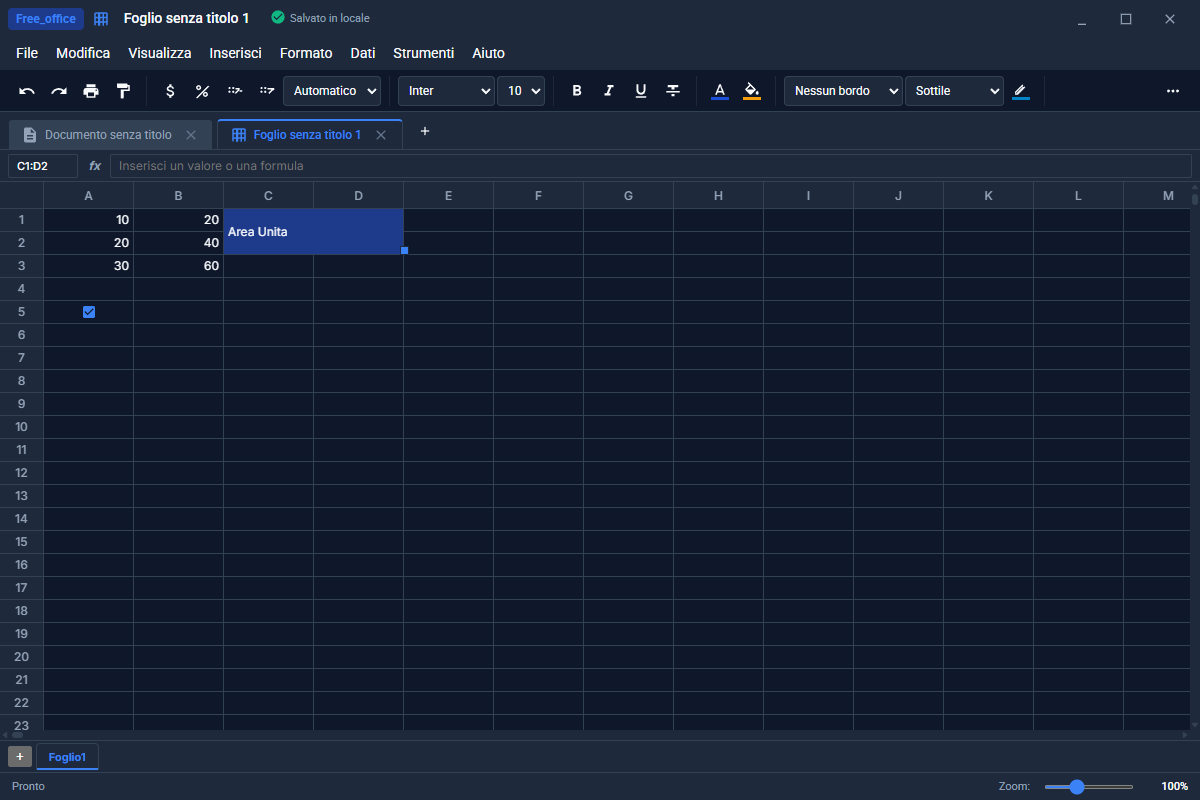 Free_office Foglio senza titolo 1 Salvato in locale
File Modifica Visualizza Inserisci Formato Dati Strumenti Aiuto
$ % Automatico Inter 10 B I U A Nessun bordo Sottile
Documento senza titolo Foglio senza titolo 1 +
C1:D2 fx Inserisci un valore o una formula
A B C D E F G H I J K L M
1 10 20 Area Unita
2 20 40
3 30 60
4
5
6
7
8
9
10
11
12
13
14
15
16
17
18
19
20
21
22
23
+ Foglio1
Pronto Zoom: 100%